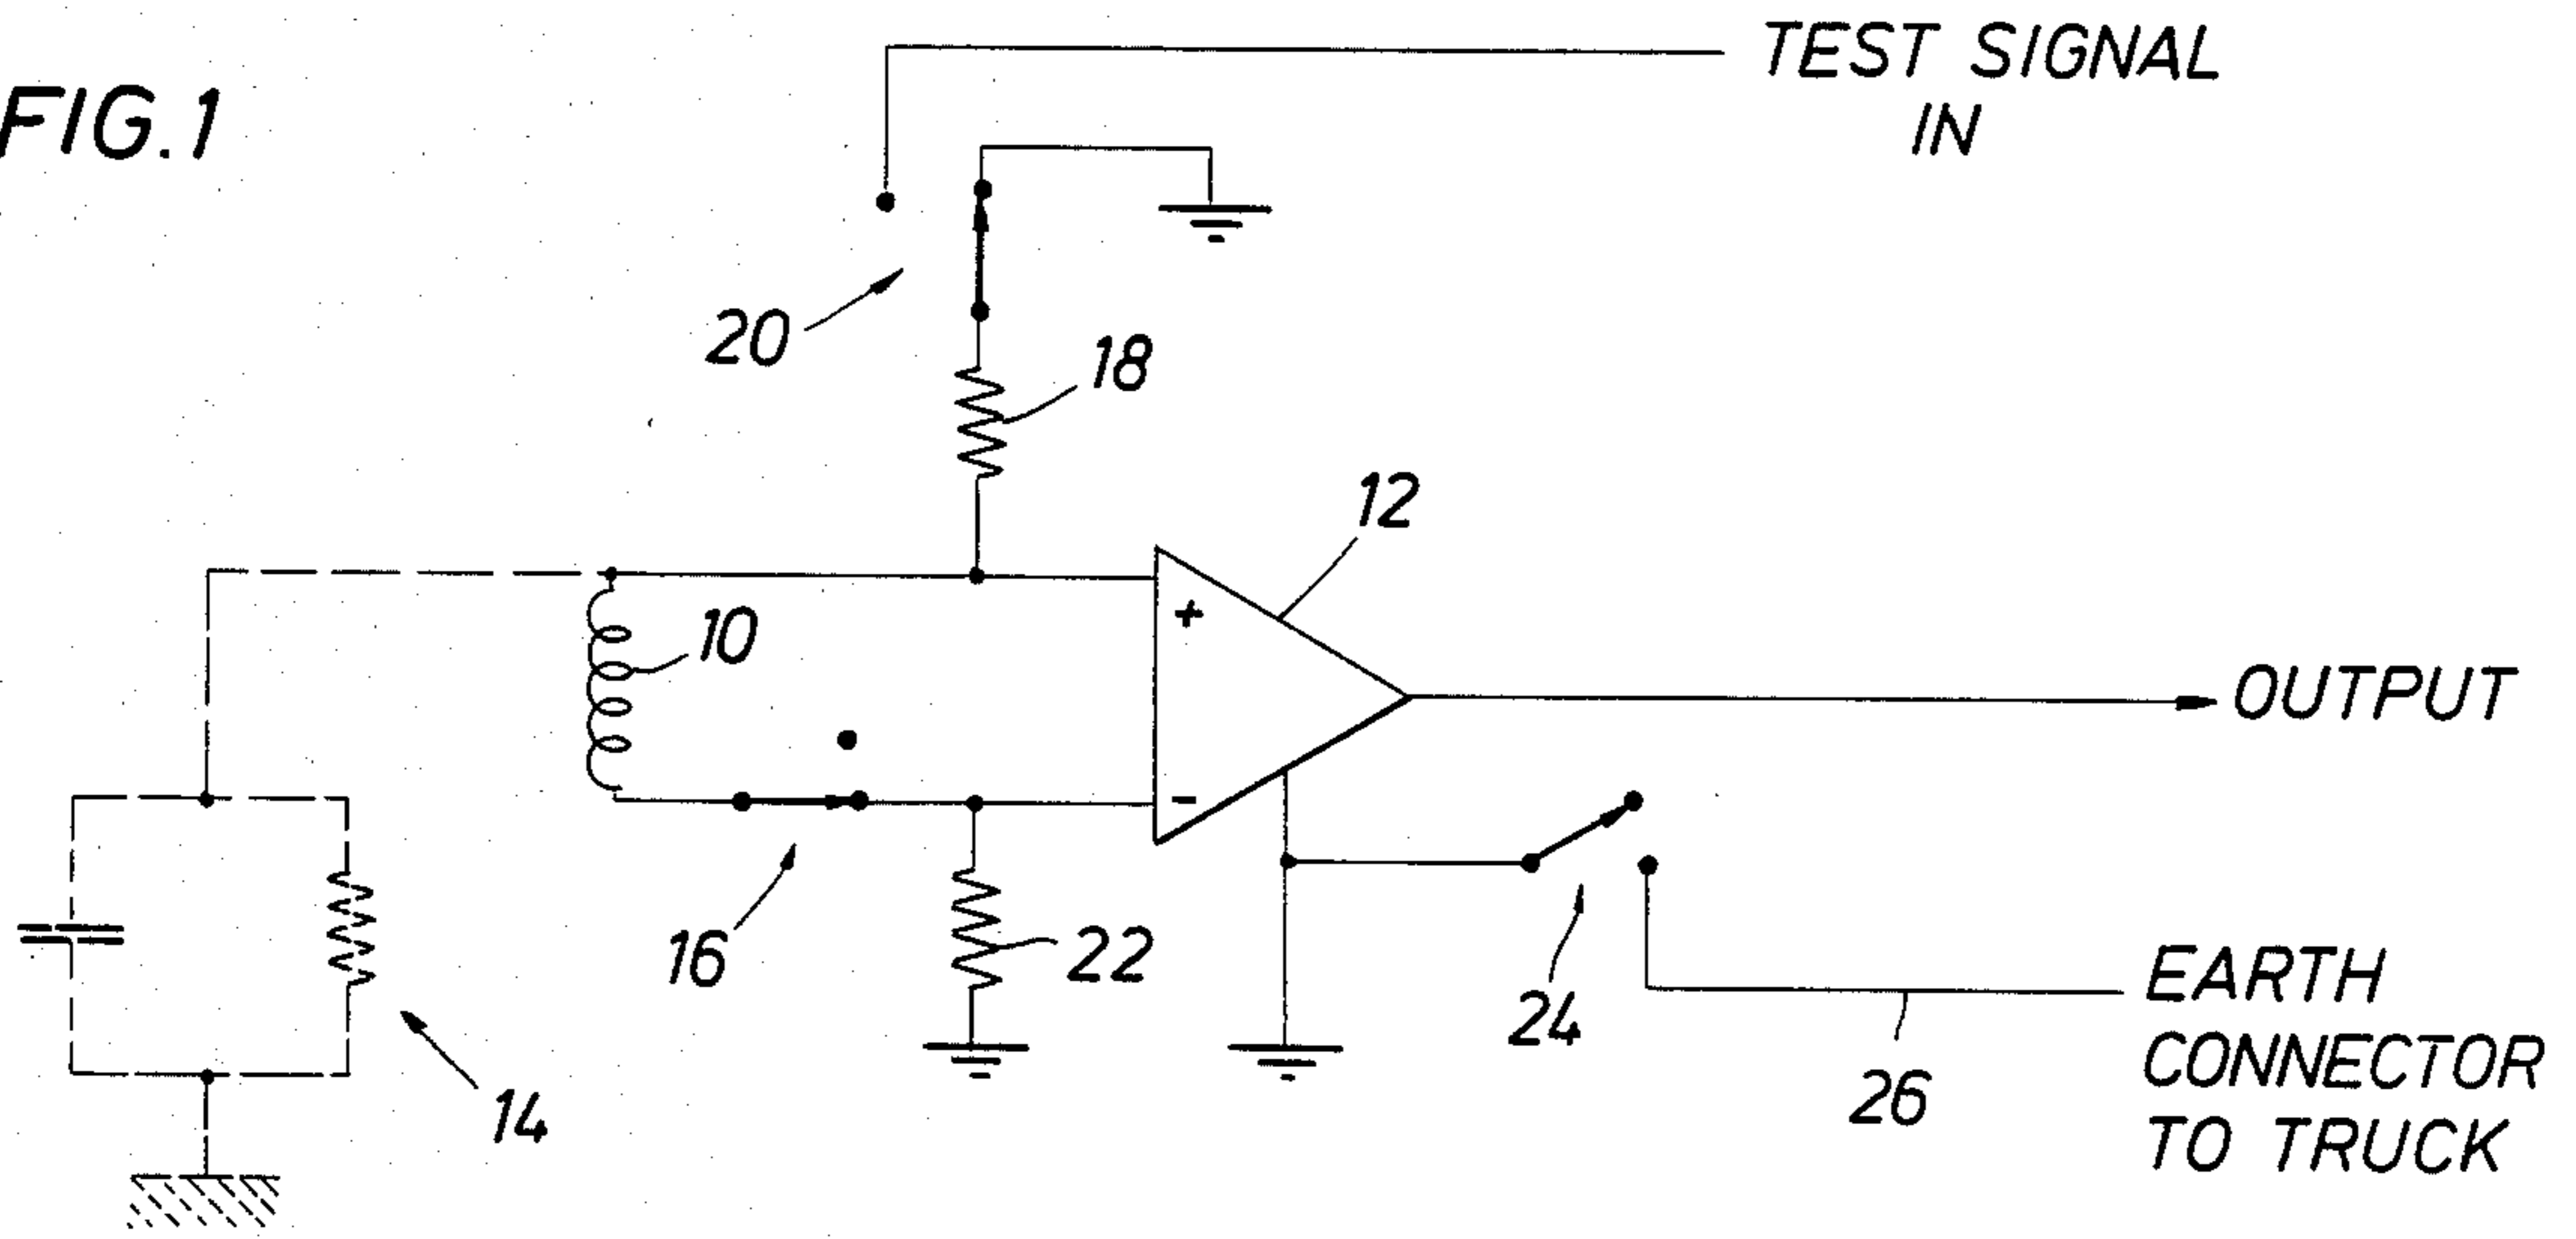 FIG.1
TEST SIGNAL
IN
20
18
12
10
+
-
OUTPUT
16
22
24
14
26
EARTH
CONNECTOR
TO TRUCK